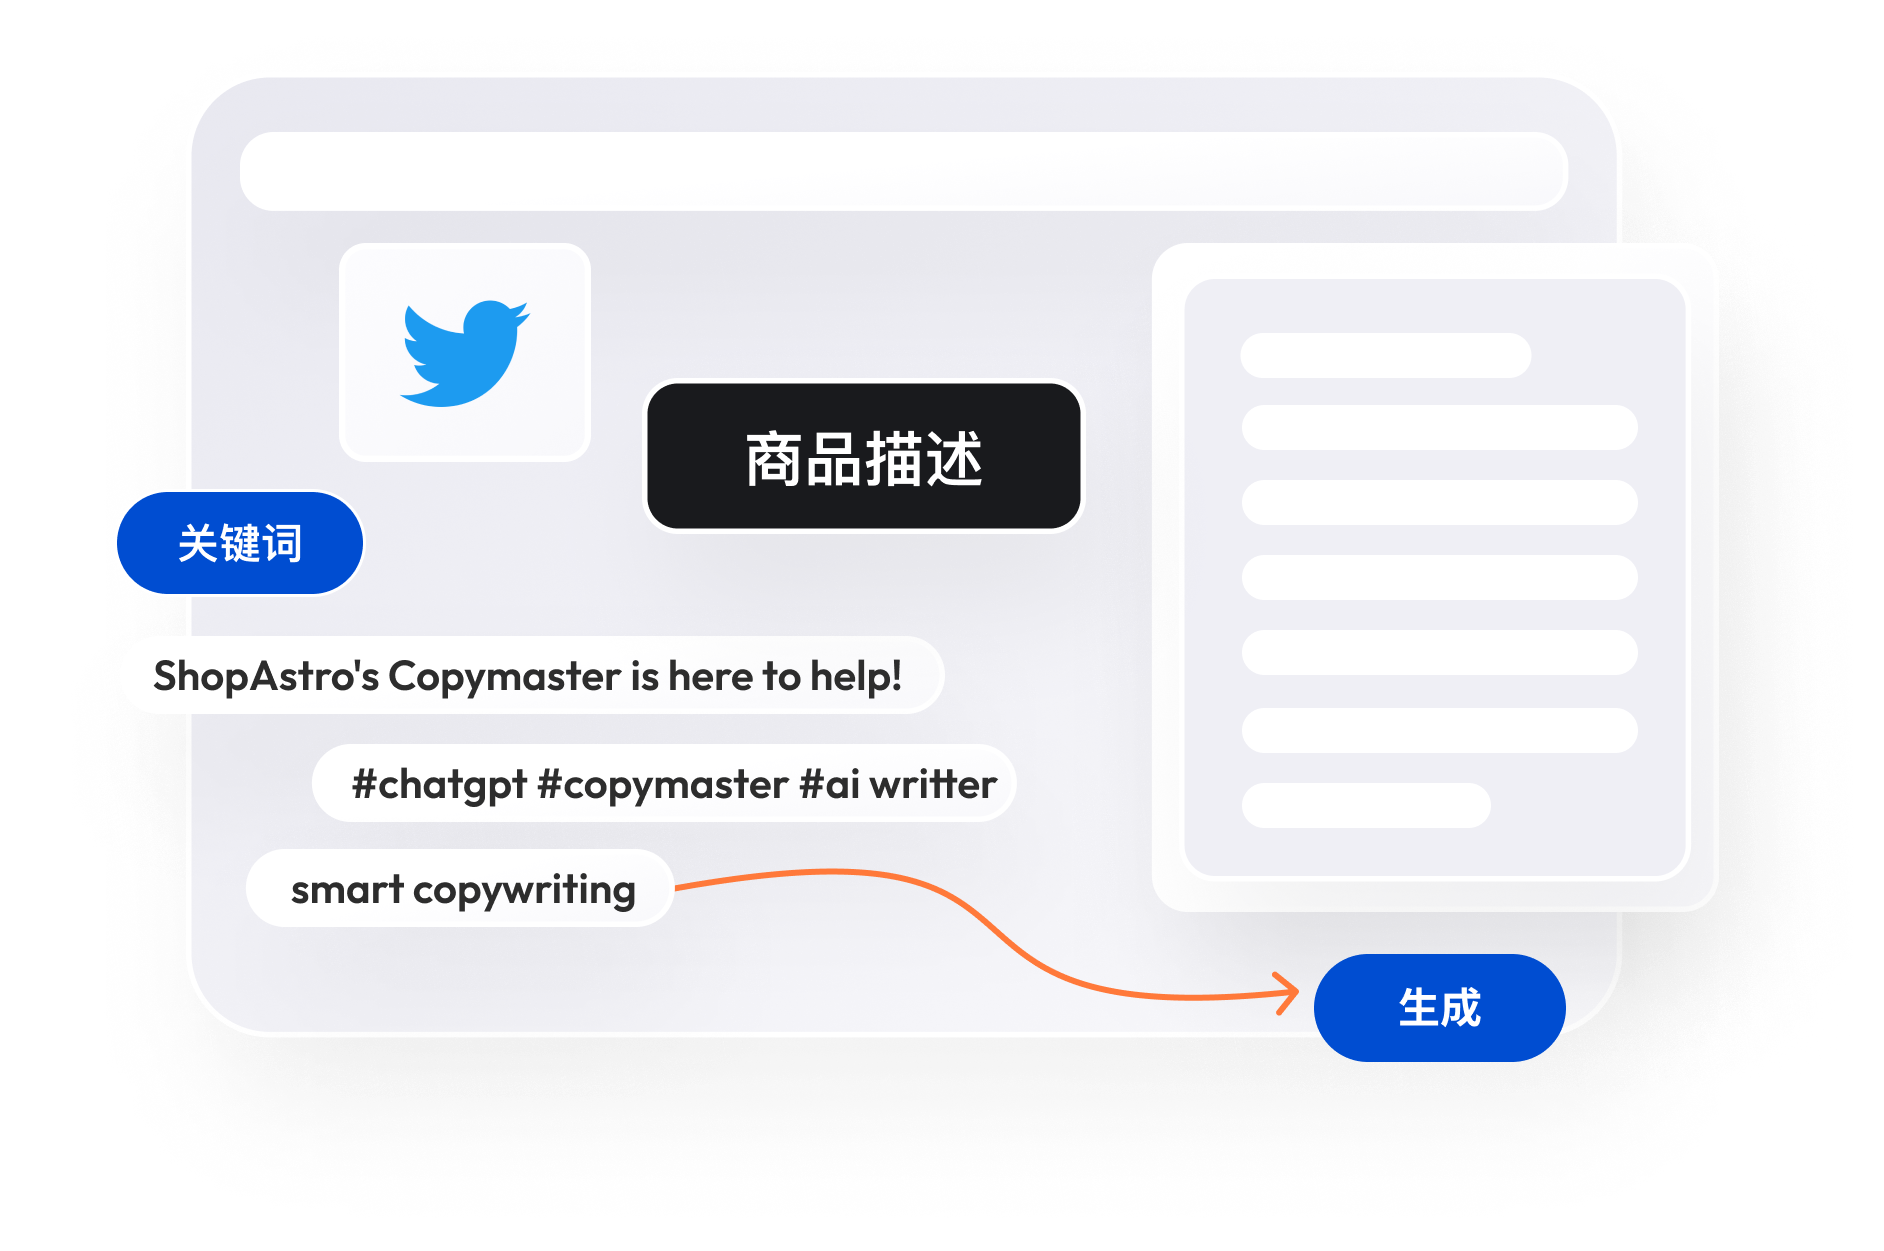 商品描述
关键词
ShopAstro's Copymaster is here to help!
#chatgpt #copymaster #ai writter
smart copywriting
生成